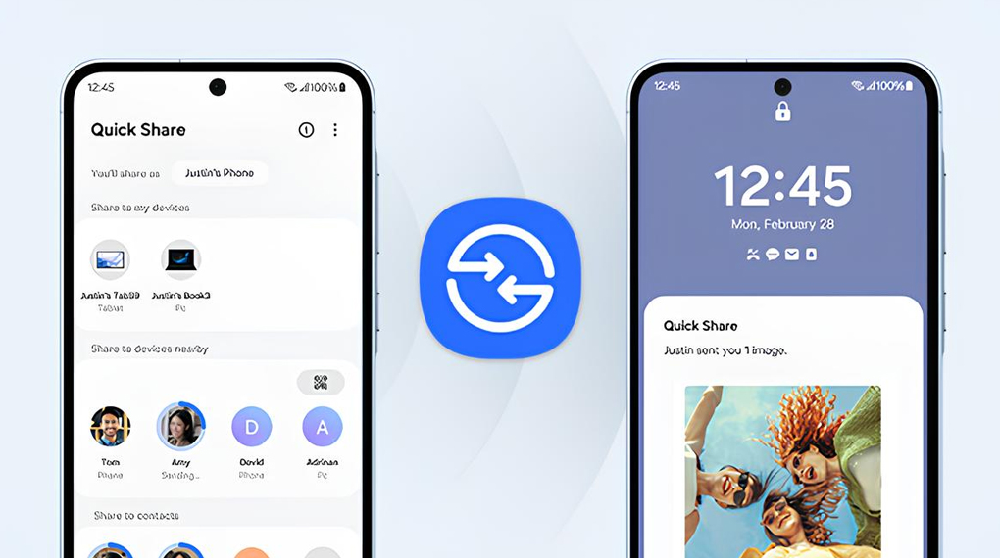 12:45
100%
Quick Share
You'll share as
Justin's Phone
Share to my devices
Justin's Tab S9
Justin's Book3
Tablet
PC
Share to devices nearby
D
A
Tom
Amy
David
Adrinan
Phone
Sending...
Phone
PC
Share to contacts
12:45
100%
12:45
Mon, February 28
Quick Share
Justin sent you 1 image.